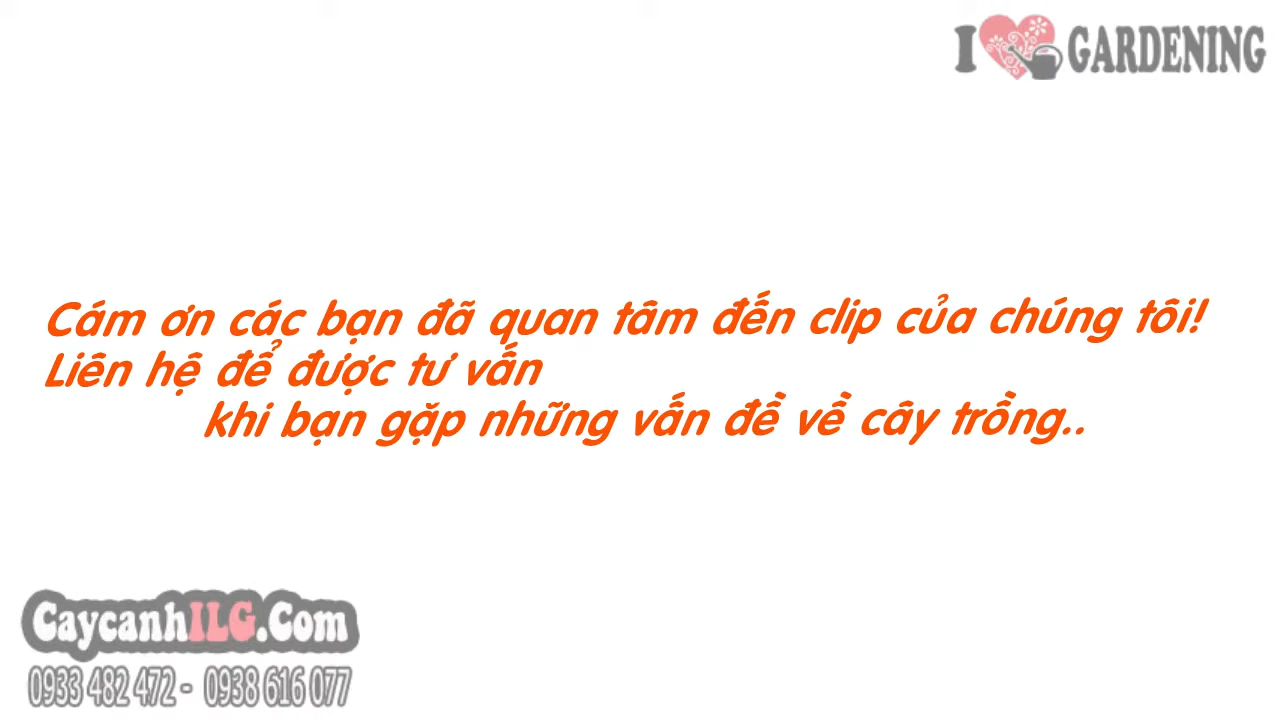 I GARDENING
Cám ơn các bạn đã quan tâm đến clip của chúng tôi!
Liên hệ để được tư vấn
khi bạn gặp những vấn đề về cây trồng..
CaycanhILG.Com
0933 482 472 - 0938 616 077